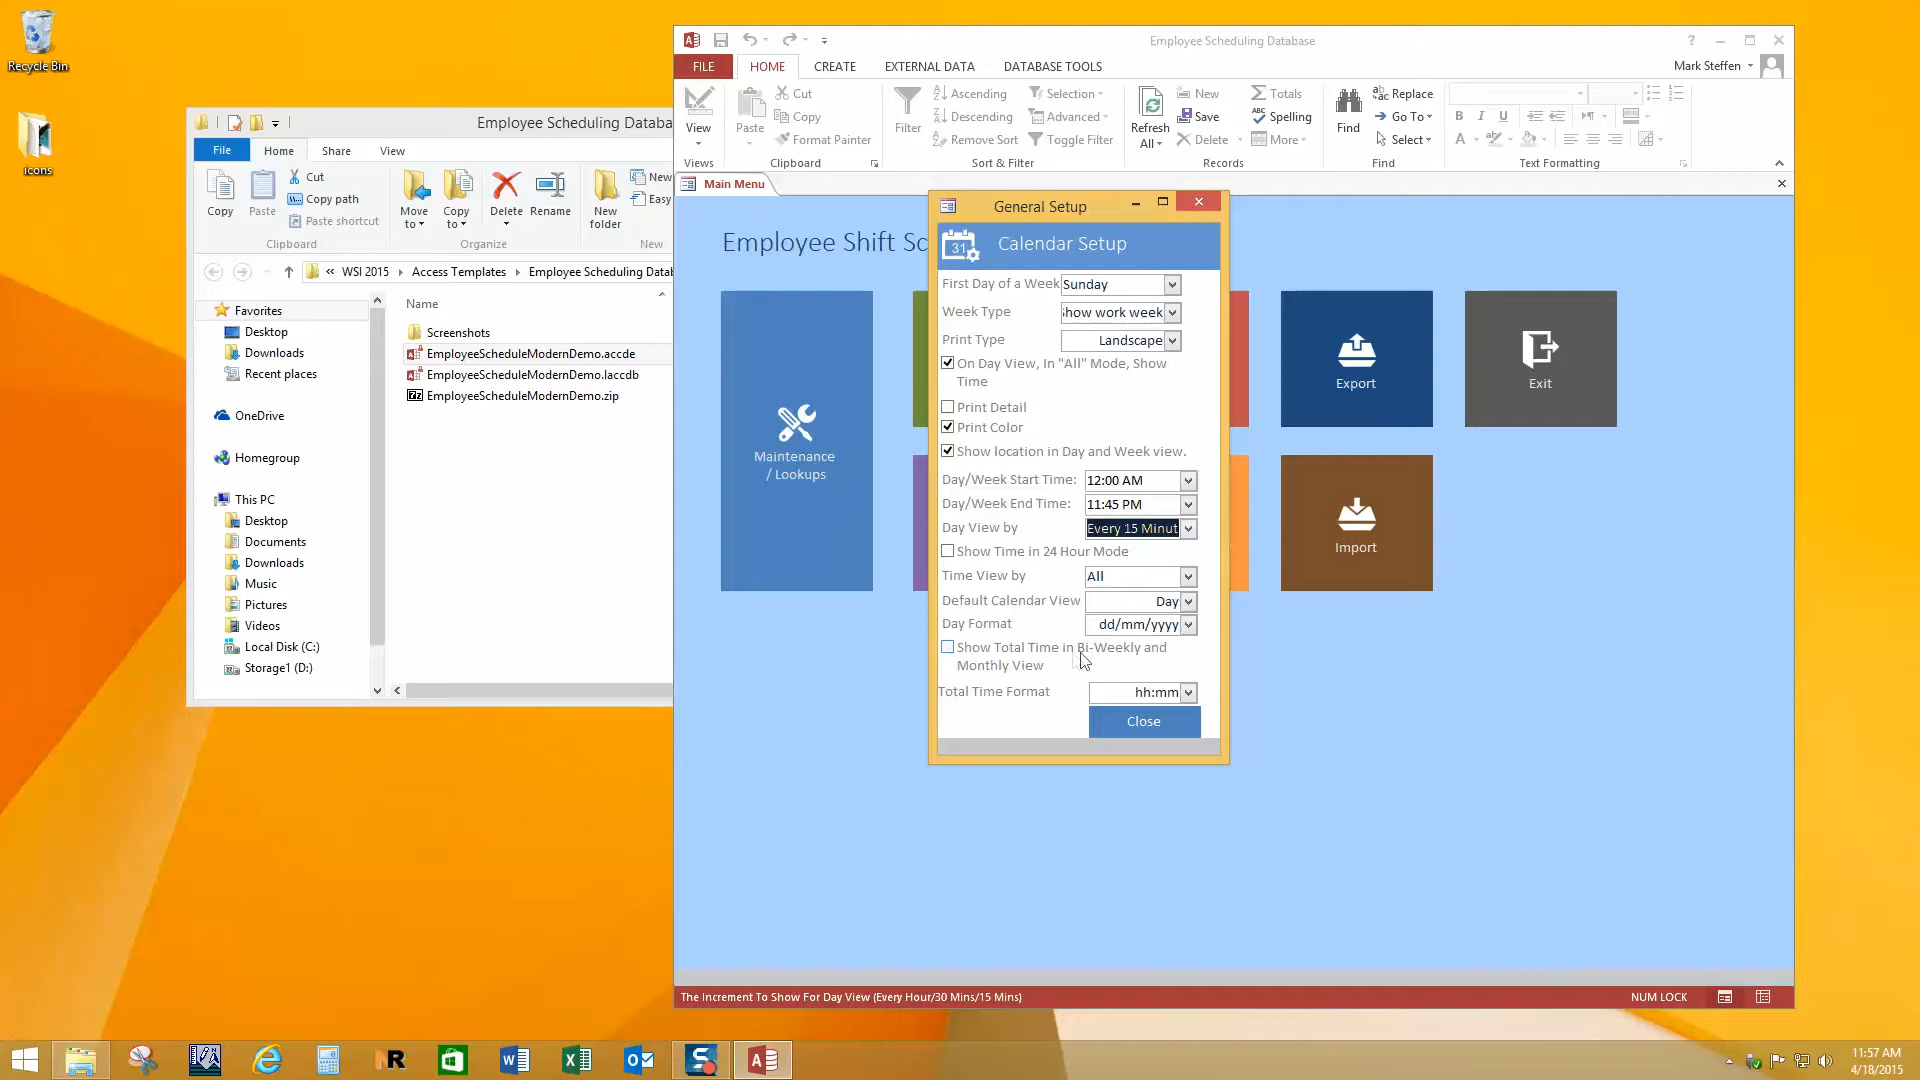 Recycle Bin
icons
Employee Scheduling Databa
File
Home
Share
View
Copy
Paste
Cut
Copy path
Paste shortcut
Clipboard
Move to
Copy to
Delete
Rename
Organize
New folder
New
Easy
New
« WSI 2015 › Access Templates › Employee Scheduling Datab
Favorites
Desktop
Downloads
Recent places
OneDrive
Homegroup
This PC
Desktop
Documents
Downloads
Music
Pictures
Videos
Local Disk (C:)
Storage1 (D:)
Name
Screenshots
EmployeeScheduleModernDemo.accde
EmployeeScheduleModernDemo.laccdb
EmployeeScheduleModernDemo.zip
Employee Scheduling Database
?
FILE
HOME
CREATE
EXTERNAL DATA
DATABASE TOOLS
Mark Steffen
View
Views
Paste
Cut
Copy
Format Painter
Clipboard
Filter
Ascending
Descending
Remove Sort
Selection
Advanced
Toggle Filter
Sort & Filter
Refresh All
New
Save
Delete
Totals
Spelling
More
Records
Find
Replace
Go To
Select
Find
B I U
A
Text Formatting
Main Menu
Employee Shift Sc
Maintenance
/ Lookups
Export
Exit
Import
General Setup
31
Calendar Setup
First Day of a Week Sunday
Week Type how work week
Print Type Landscape
On Day View, In "All" Mode, Show
Time
Print Detail
Print Color
Show location in Day and Week view.
Day/Week Start Time: 12:00 AM
Day/Week End Time: 11:45 PM
Day View by Every 15 Minut
Show Time in 24 Hour Mode
Time View by All
Default Calendar View Day
Day Format dd/mm/yyyy
Show Total Time in Bi-Weekly and
Monthly View
Total Time Format hh:mm
Close
The Increment To Show For Day View (Every Hour/30 Mins/15 Mins)
NUM LOCK
11:57 AM
4/18/2015